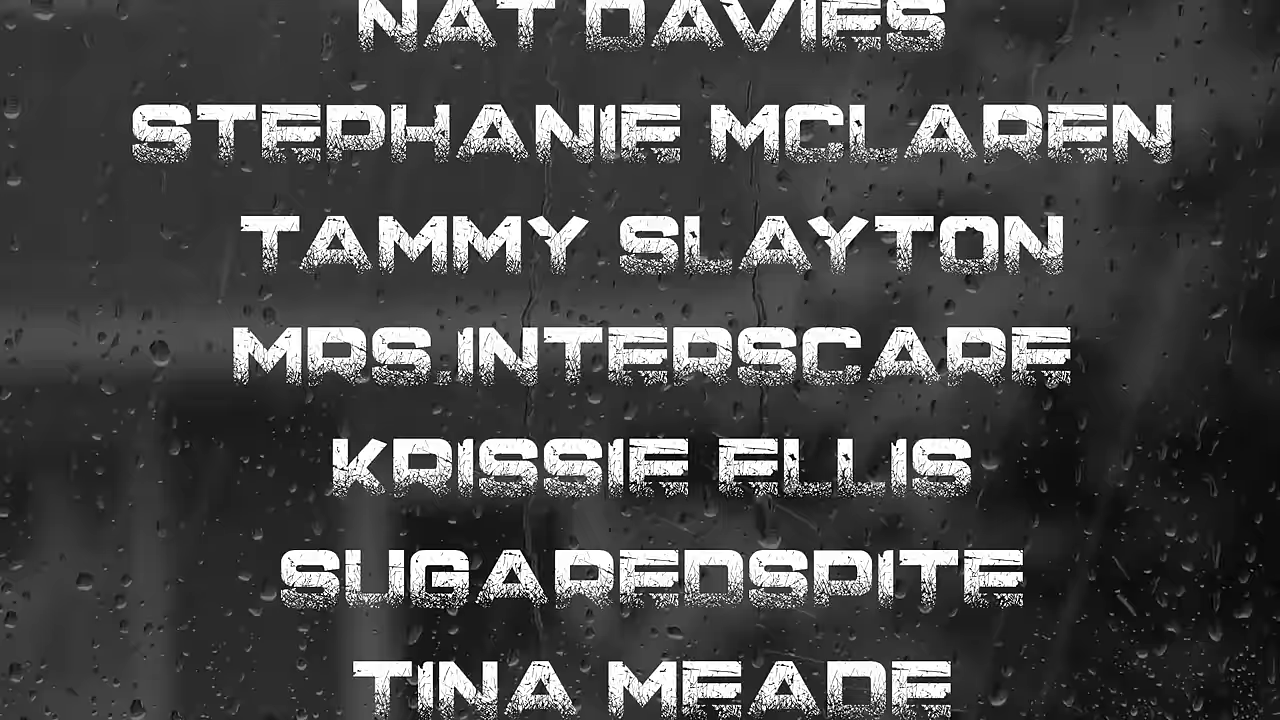 NAT DAVIES
STEPHANIE MCLAREN
TAMMY SLAYTON
MRS.INTERSCARE
KRISSIE ELLIS
SUGAREDSPITE
TINA MEADE